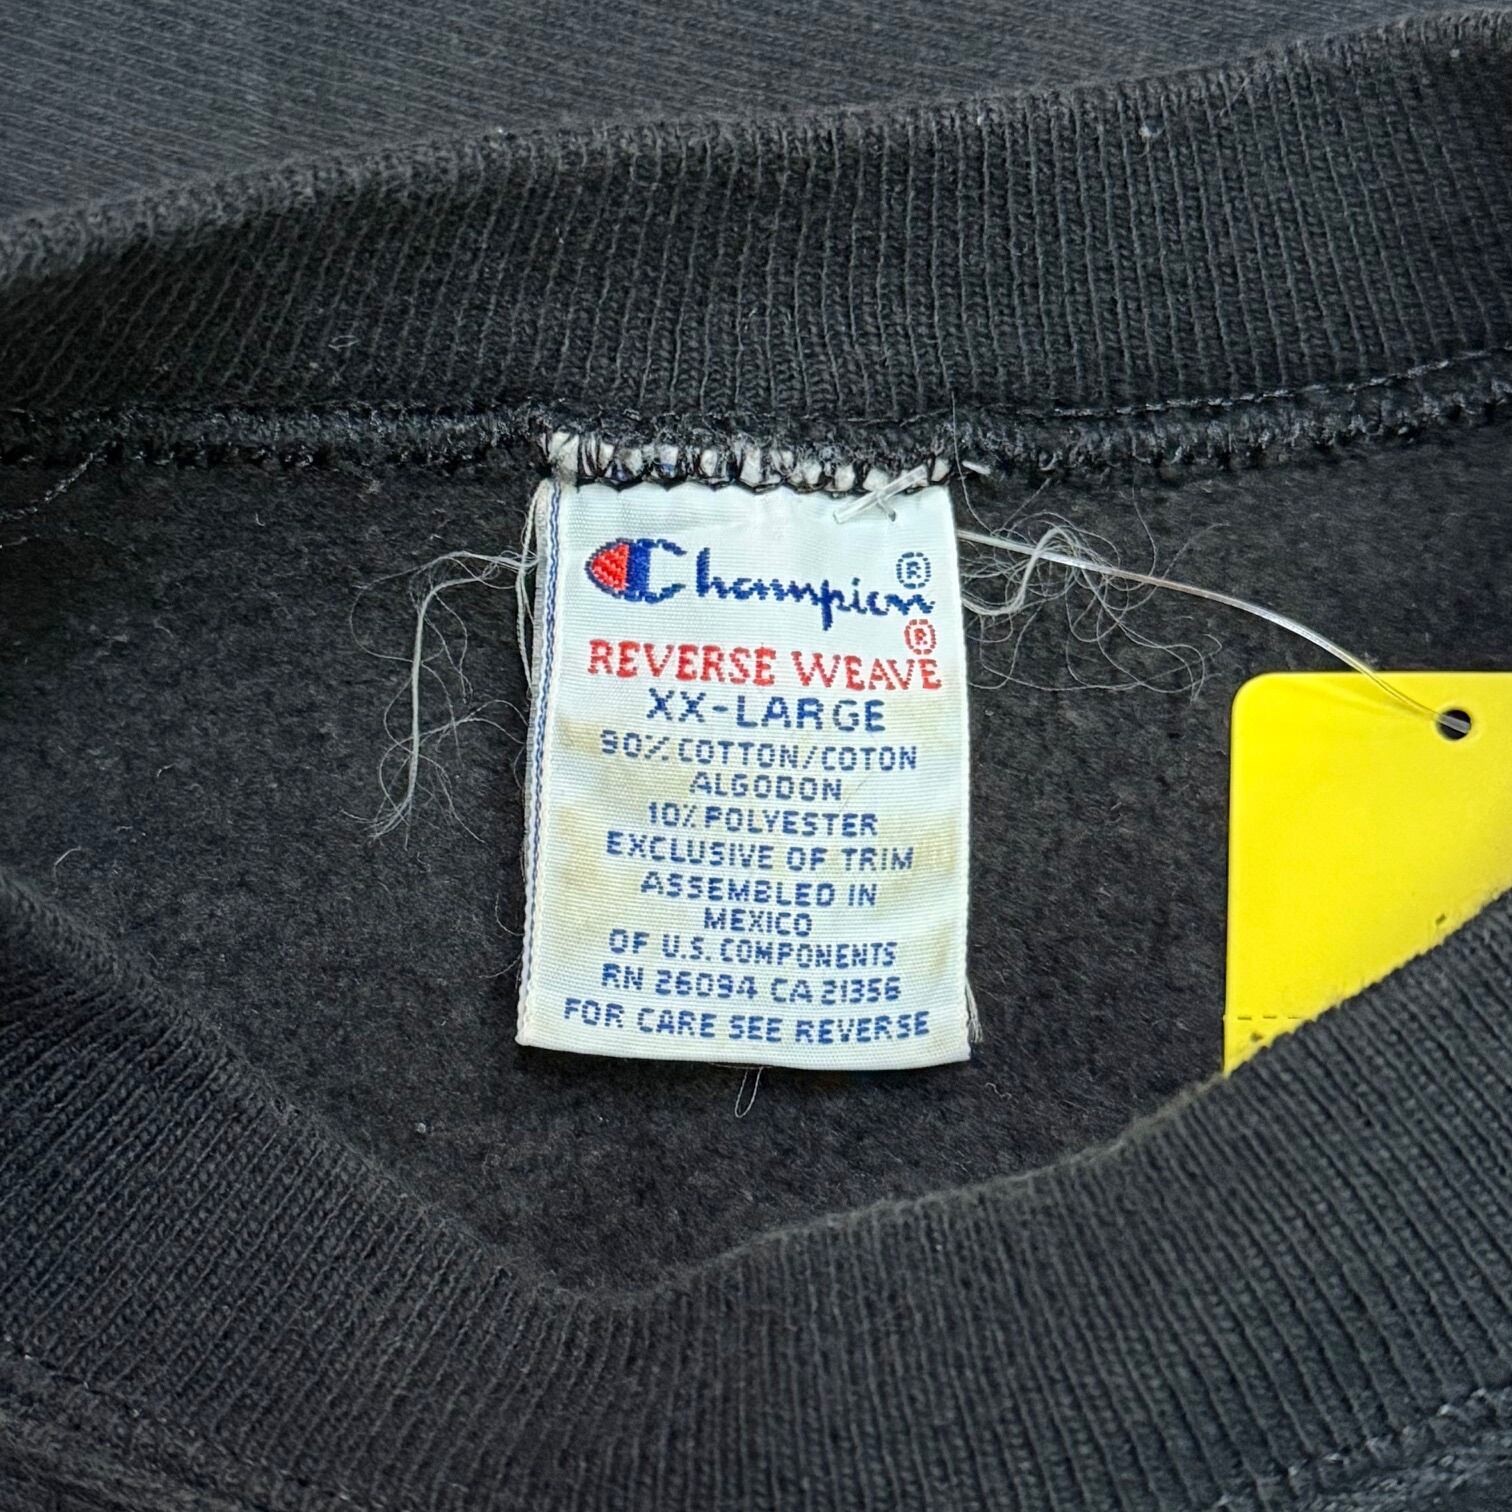 Champion®
REVERSE WEAVE®
XX-LARGE
90% COTTON/COTON
ALGODON
10% POLYESTER
EXCLUSIVE OF TRIM
ASSEMBLED IN
MEXICO
OF U.S. COMPONENTS
RN 26094 CA 21356
FOR CARE SEE REVERSE